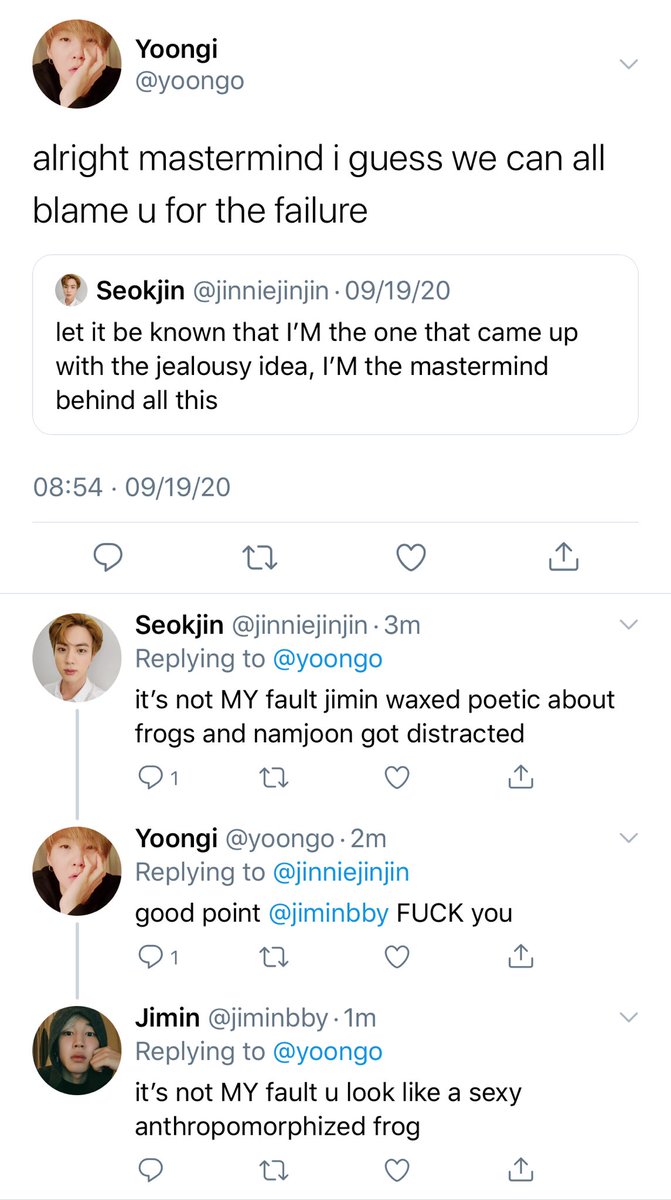 Yoongi
@yoongo
alright mastermind i guess we can all
blame u for the failure
Seokjin @jinniejinjin · 09/19/20
let it be known that I’M the one that came up
with the jealousy idea, I’M the mastermind
behind all this
08:54 · 09/19/20
Seokjin @jinniejinjin · 3m
Replying to @yoongo
it’s not MY fault jimin waxed poetic about
frogs and namjoon got distracted
1
Yoongi @yoongo · 2m
Replying to @jinniejinjin
good point @jiminbby FUCK you
1
Jimin @jiminbby · 1m
Replying to @yoongo
it’s not MY fault u look like a sexy
anthropomorphized frog